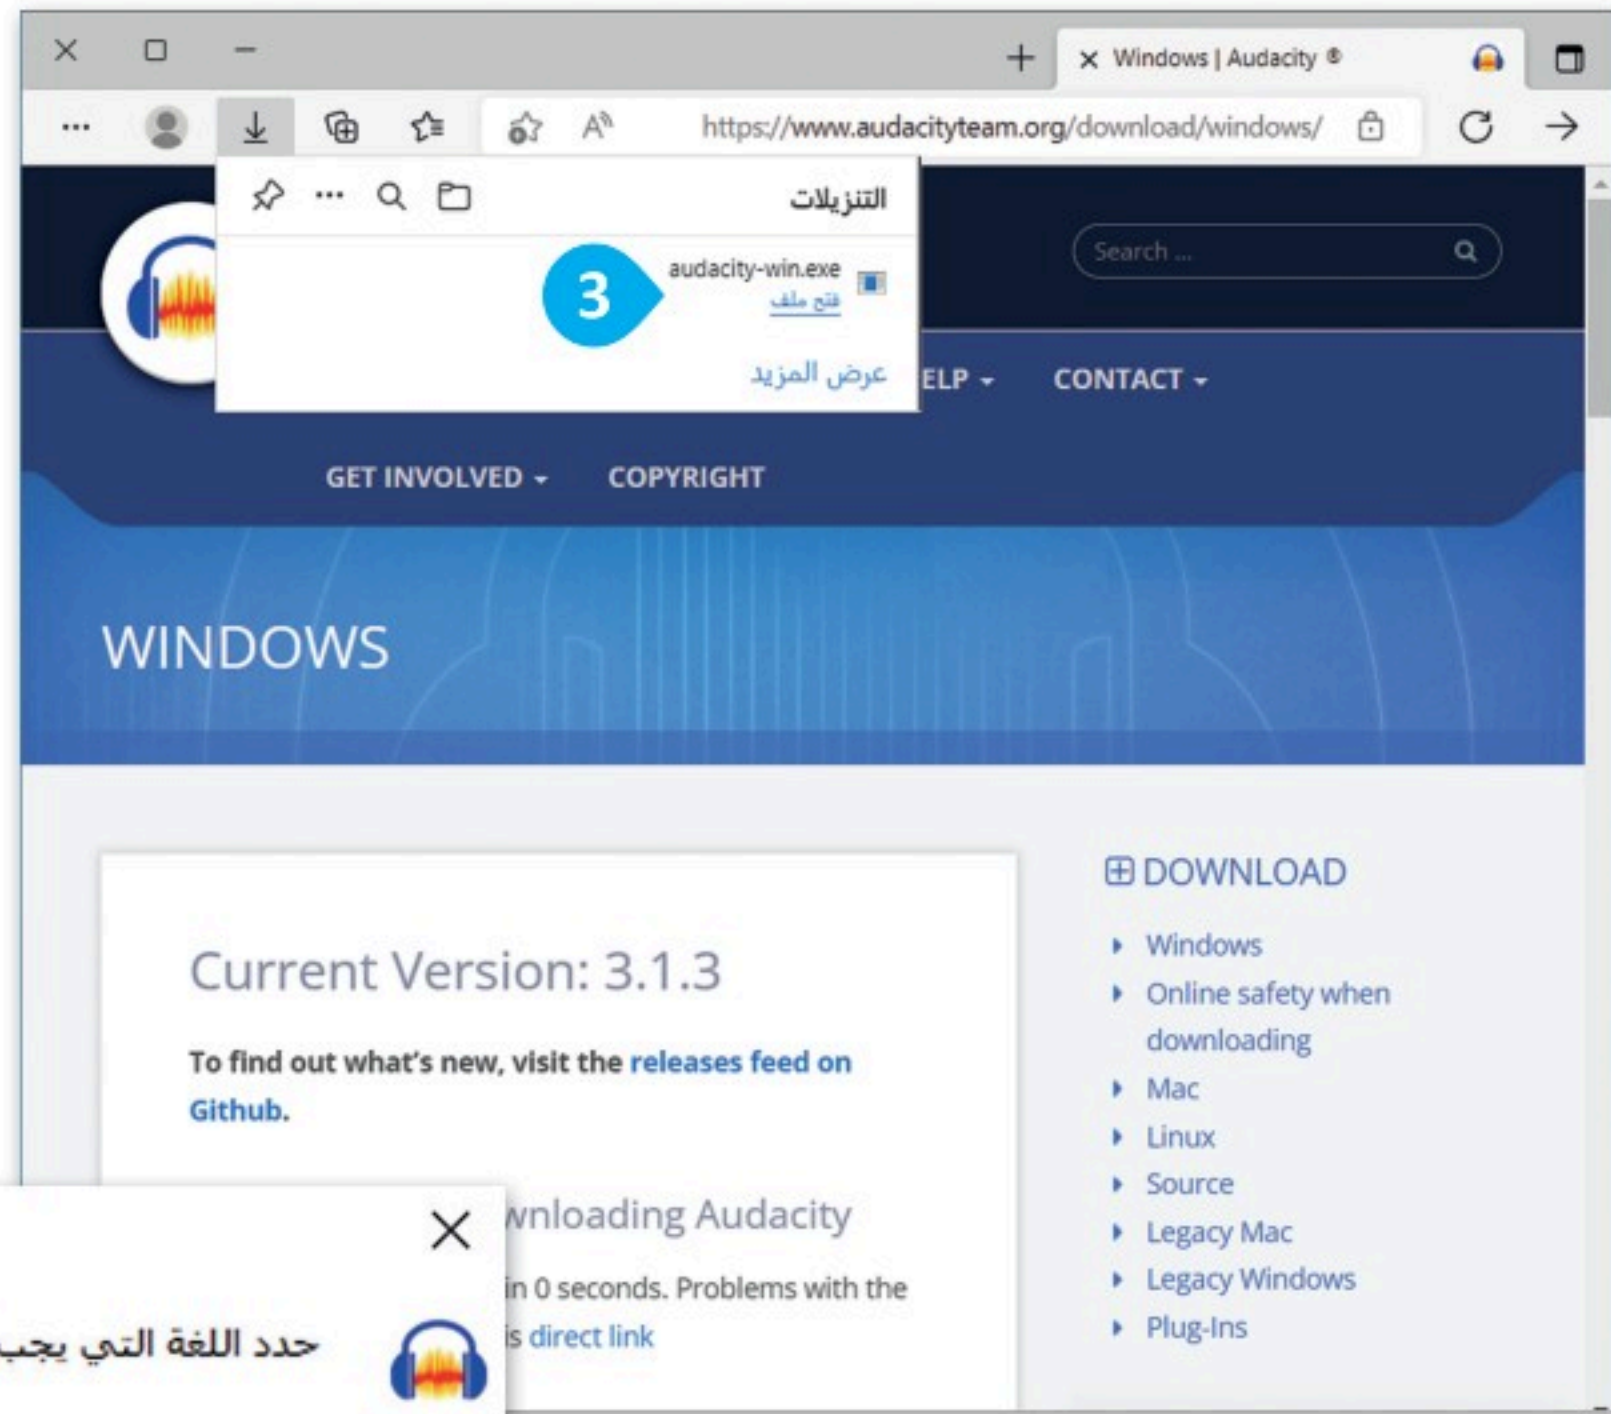 Windows | Audacity ®
https://www.audacityteam.org/download/windows/
التنزيلات
audacity-win.exe
فتح ملف
3
عرض المزيد
Search ...
ELP
CONTACT
GET INVOLVED
COPYRIGHT
WINDOWS
Current Version: 3.1.3
To find out what's new, visit the releases feed on
Github.
wnloading Audacity
in 0 seconds. Problems with the
is direct link
DOWNLOAD
Windows
Online safety when
downloading
Mac
Linux
Source
Legacy Mac
Legacy Windows
Plug-Ins
حدد اللغة التي يجب